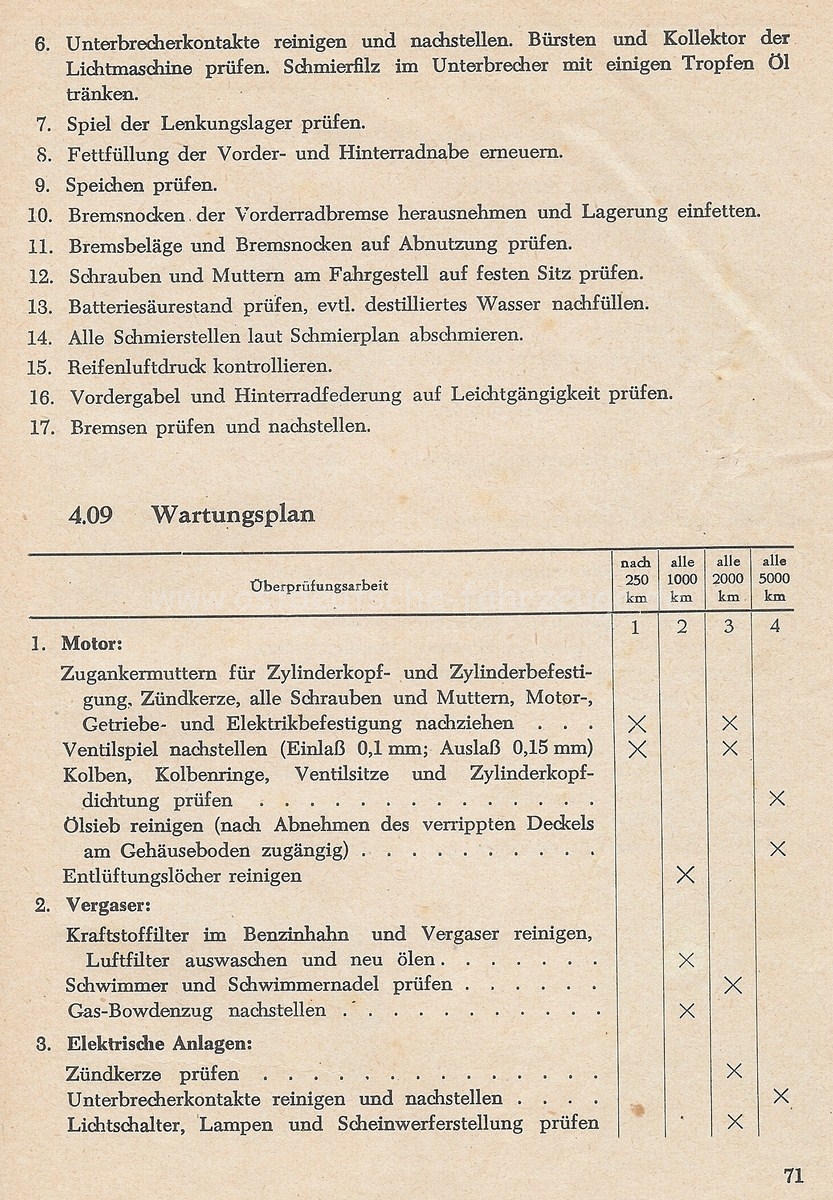 6. Unterbrecherkontakte reinigen und nachstellen. Bürsten und Kollektor der
Lichtmaschine prüfen. Schmierfilz im Unterbrecher mit einigen Tropfen Öl
tränken.
7. Spiel der Lenkungslager prüfen.
8. Fettfüllung der Vorder- und Hinterradnabe erneuern.
9. Speichen prüfen.
10. Bremsnocken der Vorderradbremse herausnehmen und Lagerung einfetten.
11. Bremsbeläge und Bremsnocken auf Abnutzung prüfen.
12. Schrauben und Muttern am Fahrgestell auf festen Sitz prüfen.
13. Batteriesäurestand prüfen, evtl. destilliertes Wasser nachfüllen.
14. Alle Schmierstellen laut Schmierplan abschmieren.
15. Reifenluftdruck kontrollieren.
16. Vordergabel und Hinterradfederung auf Leichtgängigkeit prüfen.
17. Bremsen prüfen und nachstellen.
4.09 Wartungsplan
Überprüfungsarbeit
nach 250 km
alle 1000 km
alle 2000 km
alle 5000 km
1 2 3 4
1. Motor:
Zugankermuttern für Zylinderkopf- und Zylinderbefesti-
gung, Zündkerze, alle Schrauben und Muttern, Motor-,
Getriebe- und Elektrikbefestigung nachziehen . . . × ×
Ventilspiel nachstellen (Einlaß 0,1 mm; Auslaß 0,15 mm) × ×
Kolben, Kolbenringe, Ventilsitze und Zylinderkopf-
dichtung prüfen . . . . . . . . . . . . . . ×
Ölsieb reinigen (nach Abnehmen des verrippten Deckels
am Gehäuseboden zugängig) . . . . . . . . . . ×
Entlüftungslöcher reinigen ×
2. Vergaser:
Kraftstoffilter im Benzinhahn und Vergaser reinigen,
Luftfilter auswaschen und neu ölen . . . . . . . ×
Schwimmer und Schwimmernadel prüfen . . . . . . ×
Gas-Bowdenzug nachstellen . . . . . . . . . . . ×
3. Elektrische Anlagen:
Zündkerze prüfen . . . . . . . . . . . . . . ×
Unterbrecherkontakte reinigen und nachstellen . . . . ×
Lichtschalter, Lampen und Scheinwerferstellung prüfen ×
71